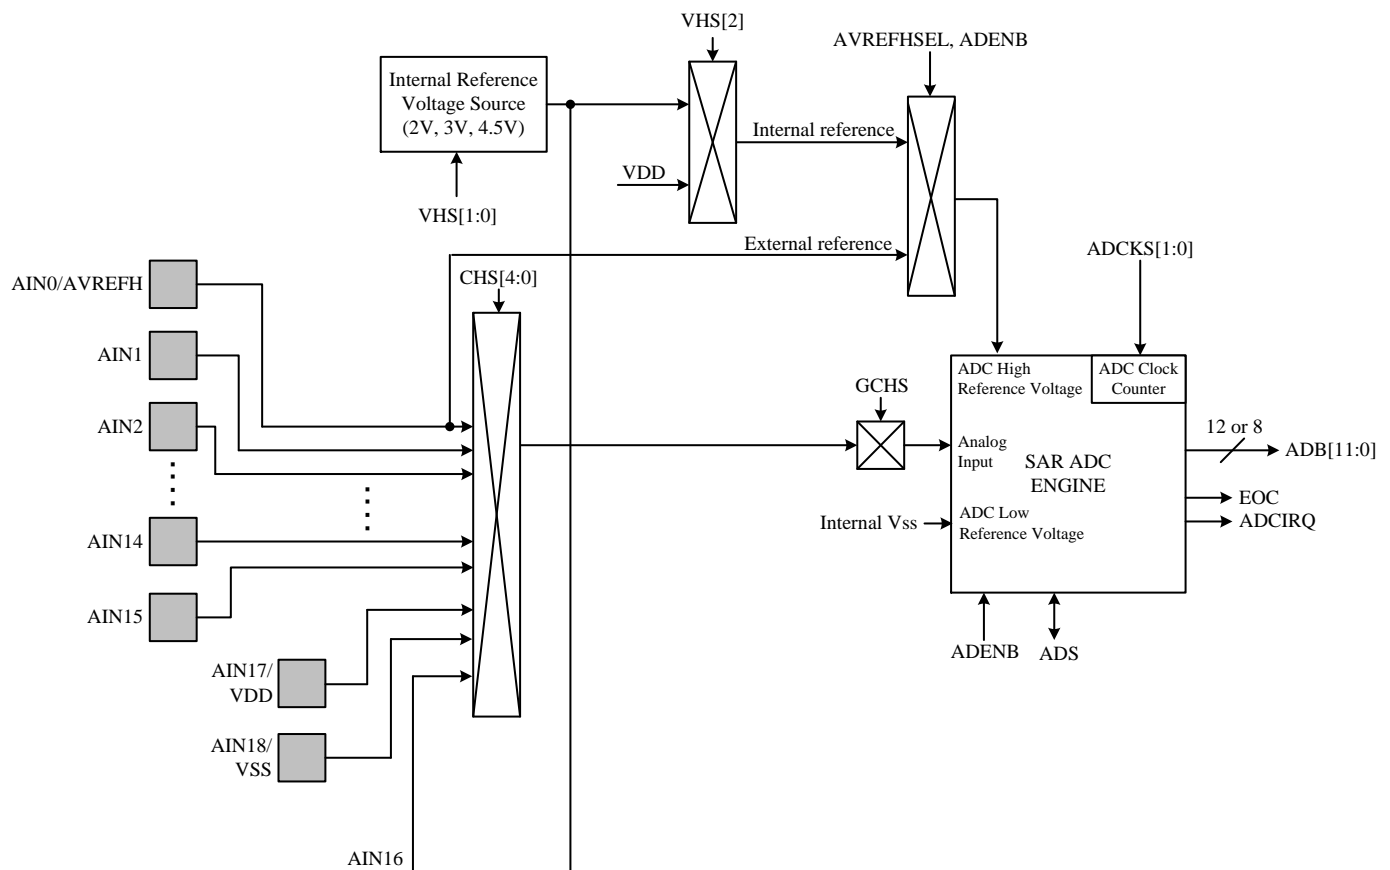 VHS[2]
AVREFHSEL, ADENB
Internal Reference
Voltage Source
(2V, 3V, 4.5V)
Internal reference
VDD
VHS[1:0]
External reference
ADCKS[1:0]
AIN0/AVREFH
CHS[4:0]
AIN1
ADC High
Reference Voltage
ADC Clock
Counter
GCHS
AIN2
12 or 8
ADB[11:0]
Analog
Input
SAR ADC
ENGINE
EOC
ADC Low
Reference Voltage
Internal Vss
ADCIRQ
AIN14
AIN15
ADENB
ADS
AIN17/
VDD
AIN18/
VSS
AIN16